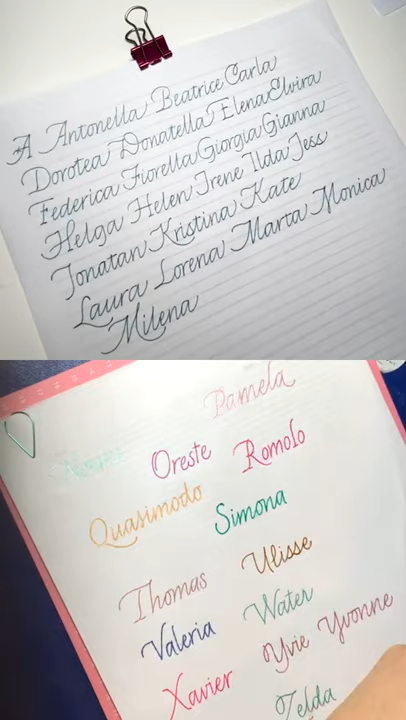 A Antonella Beatrice Carla
Dorotea Donatella Elena Elvira
Federica Fiorella Giorgia Gianna
Helga Helen Irene Ilda Jess
Jonatan Kristina Kate
Laura Lorena Marta Monica
Milena
Pamela
Oreste Romolo
Quasimodo Simona
Thomas Ulisse
Valeria Water
Xavier Yvie Yvonne
Zelda